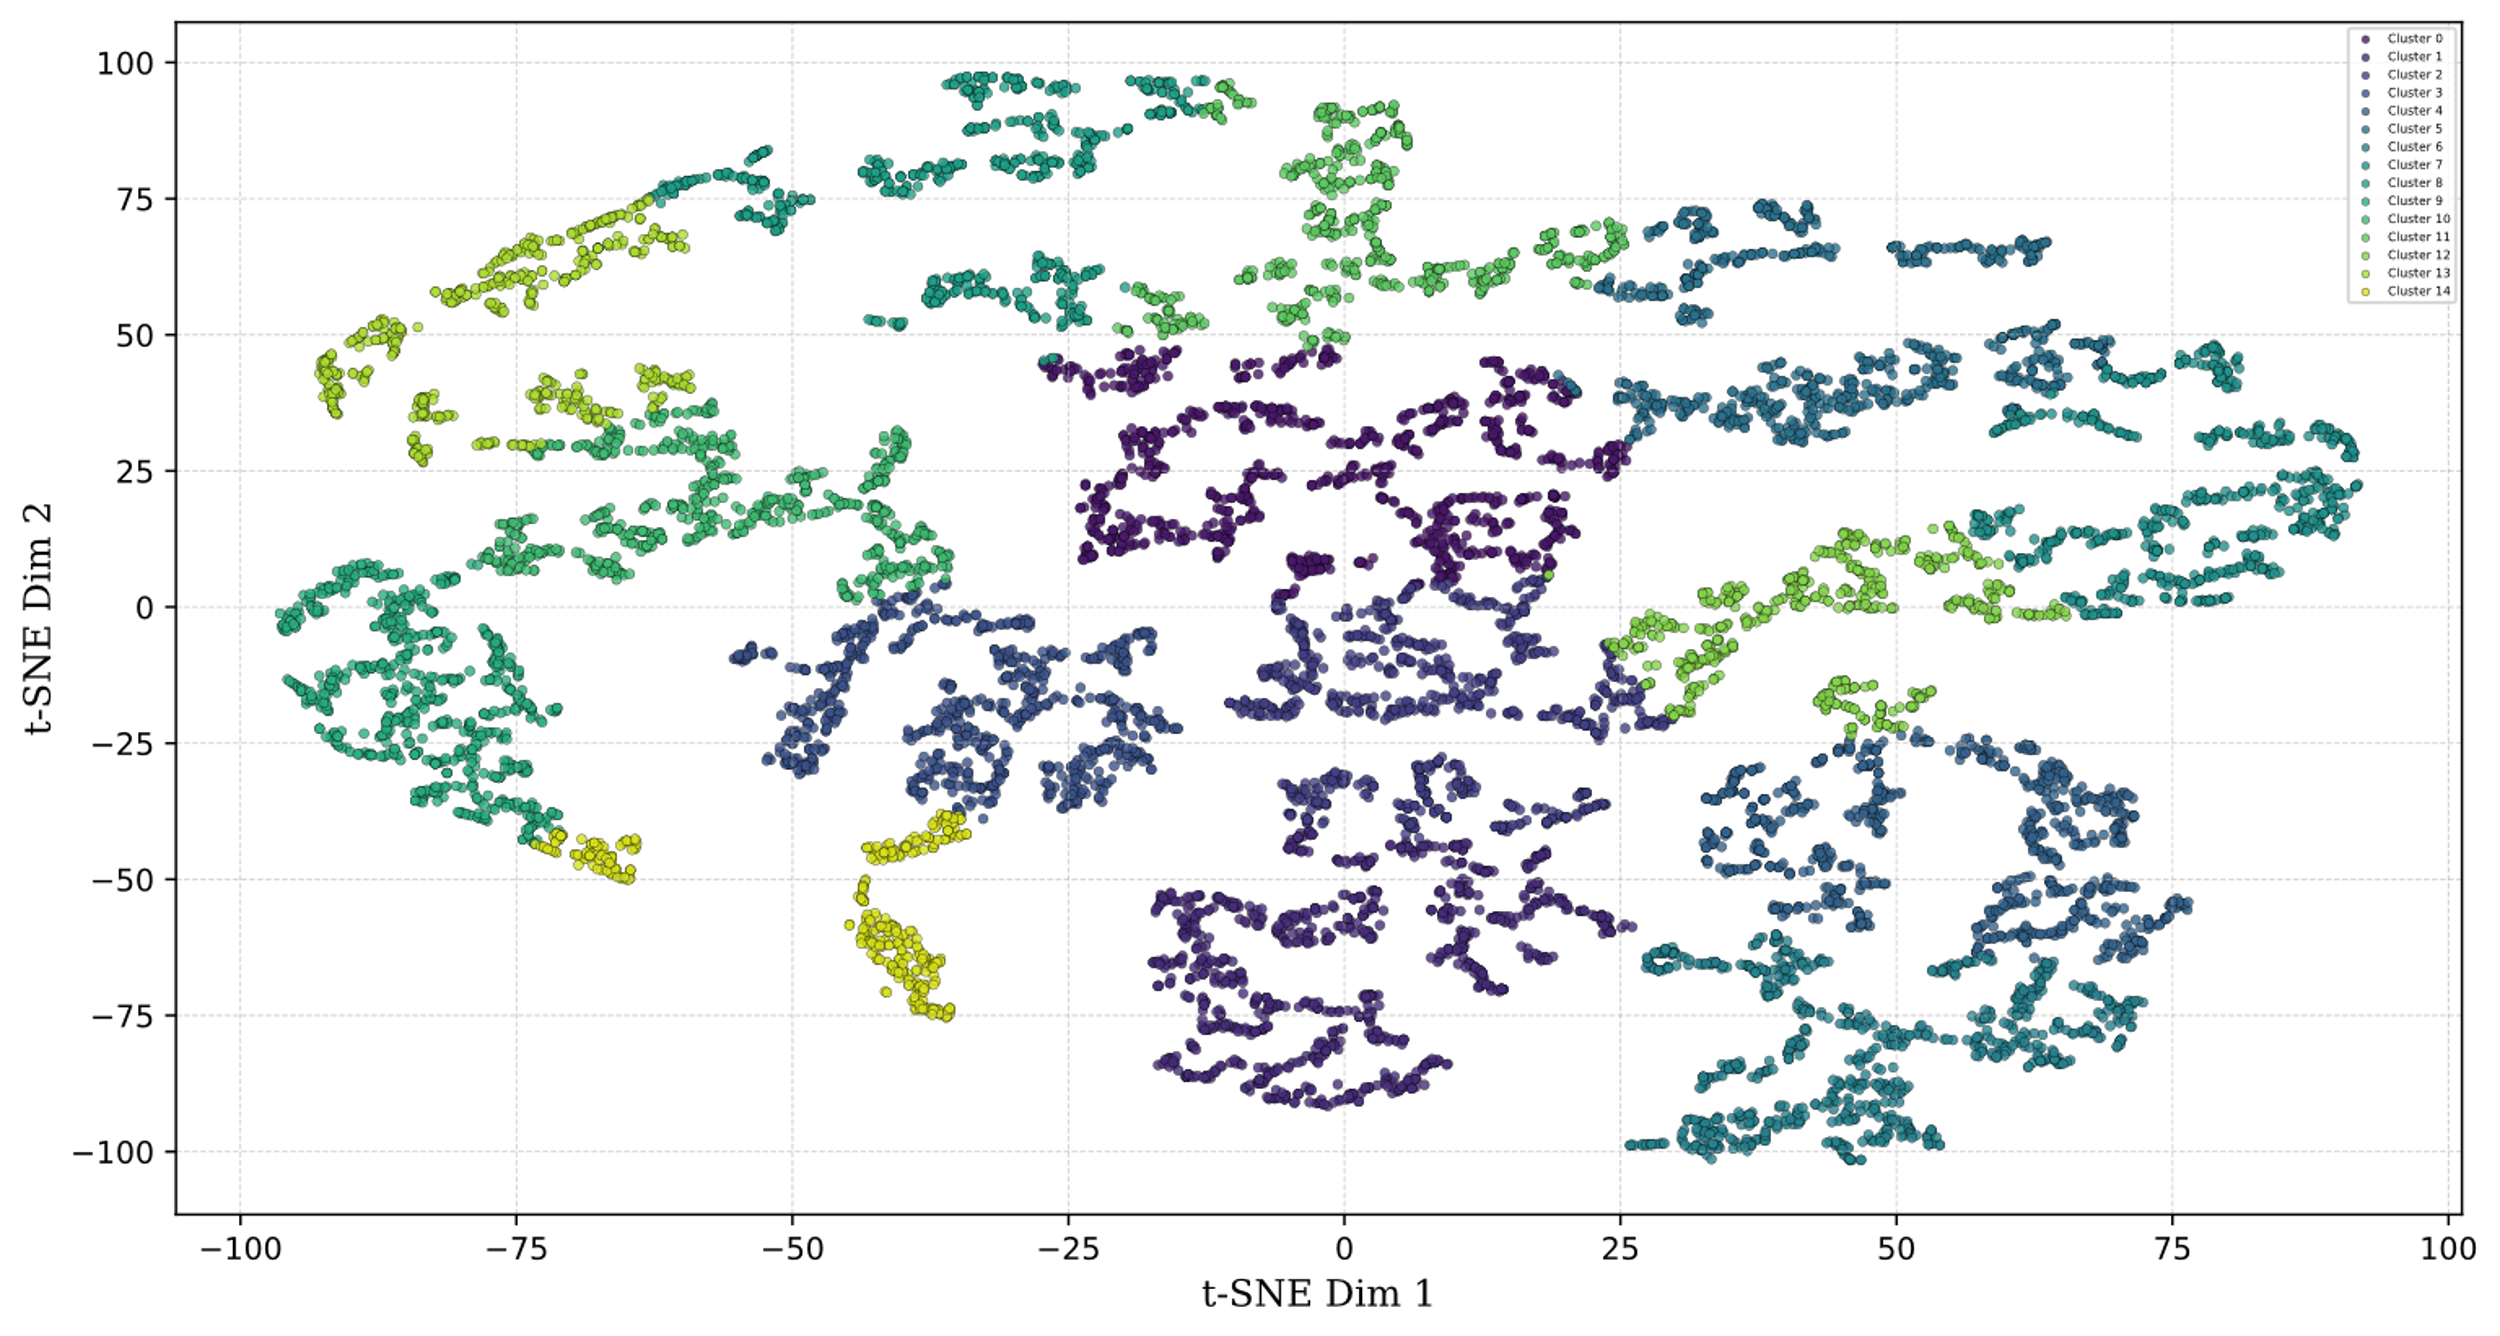 100
75
50
25
0
−25
−50
−75
−100
t-SNE Dim 2
Cluster 0
Cluster 1
Cluster 2
Cluster 3
Cluster 4
Cluster 5
Cluster 6
Cluster 7
Cluster 8
Cluster 9
Cluster 10
Cluster 11
Cluster 12
Cluster 13
Cluster 14
−100 −75 −50 −25 0 25 50 75 100
t-SNE Dim 1